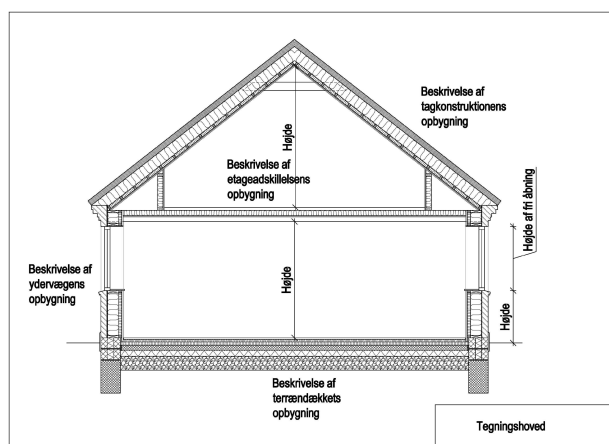 Beskrivelse af
tagkonstruktionens
opbygning
Højde
Beskrivelse af
etageadskillelsens
opbygning
Højde af fri åbning
Beskrivelse af
ydervægens
opbygning
Højde
Højde
Beskrivelse af
terrændækkets
opbygning
Tegningshoved